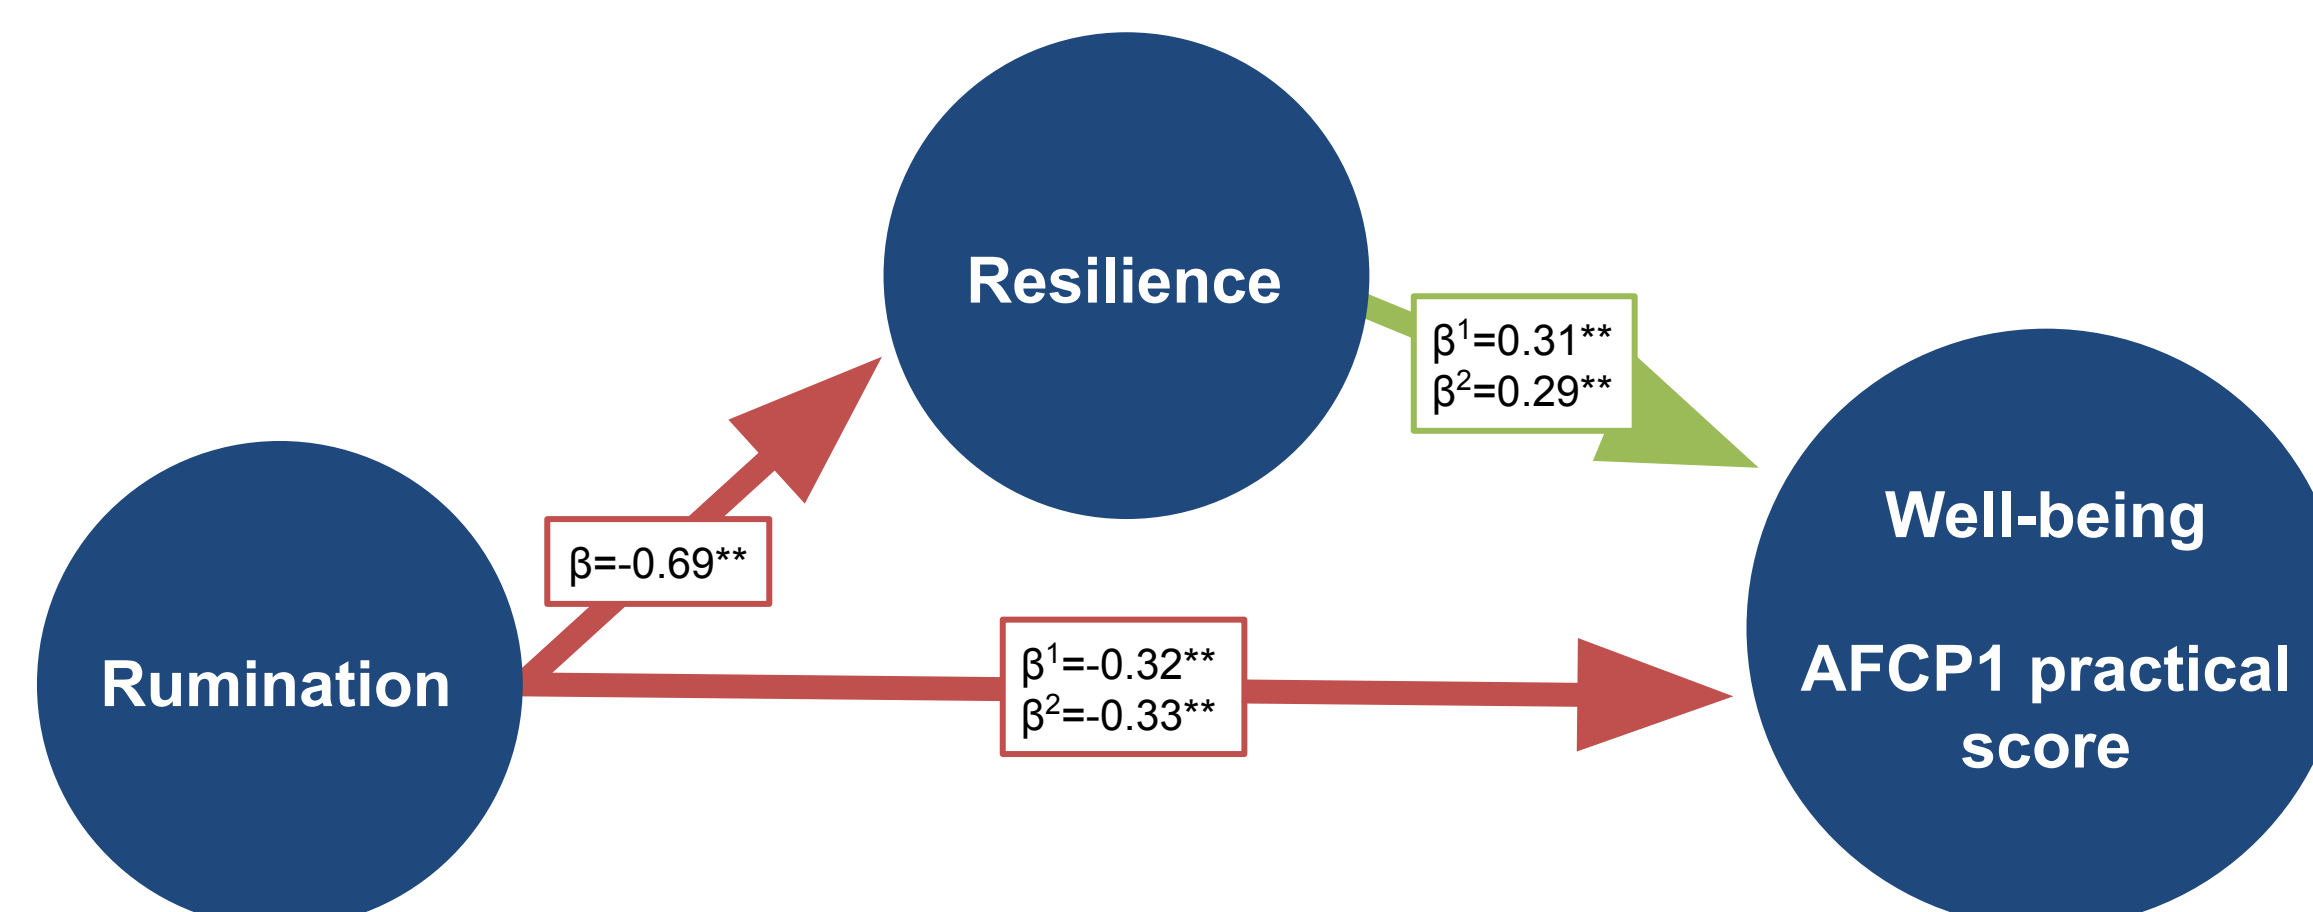 Resilience
β¹=0.31**
β²=0.29**
Well-being
β=-0.69**
Rumination
β¹=-0.32**
β²=-0.33**
AFCP1 practical
score